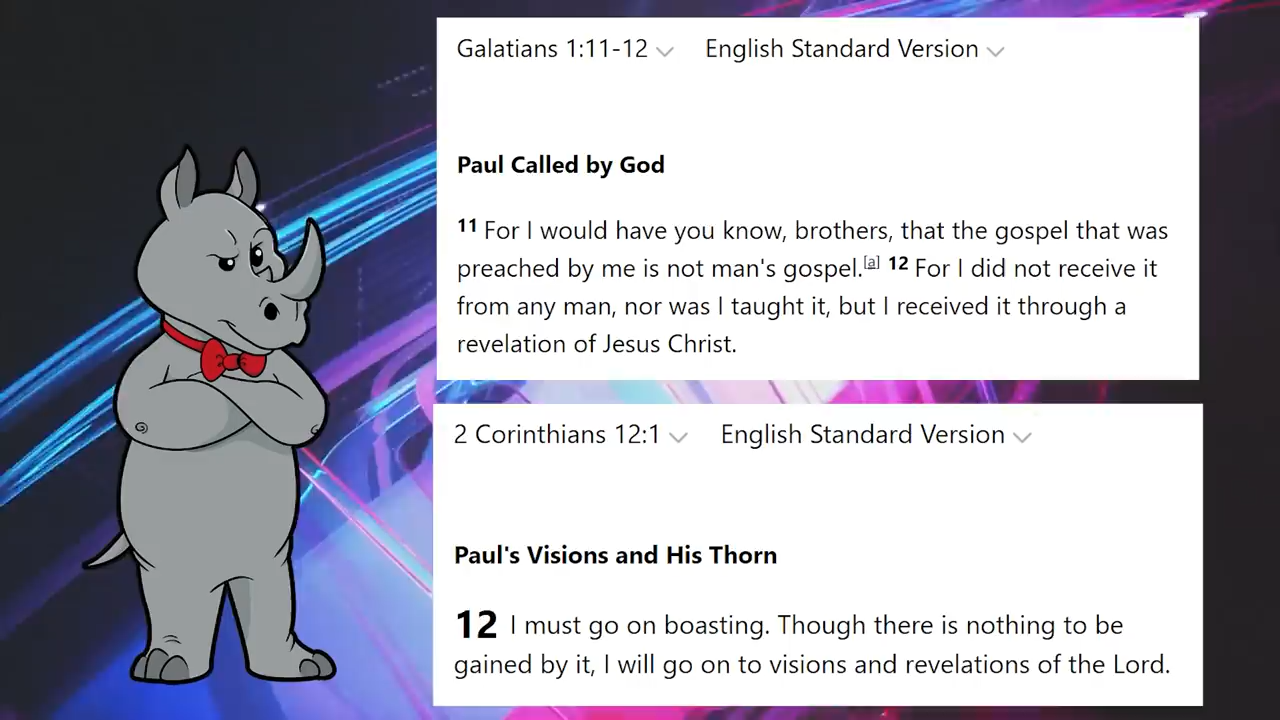 Galatians 1:11-12 English Standard Version
Paul Called by God
11 For I would have you know, brothers, that the gospel that was
preached by me is not man's gospel.[a] 12 For I did not receive it
from any man, nor was I taught it, but I received it through a
revelation of Jesus Christ.
2 Corinthians 12:1 English Standard Version
Paul's Visions and His Thorn
12 I must go on boasting. Though there is nothing to be
gained by it, I will go on to visions and revelations of the Lord.